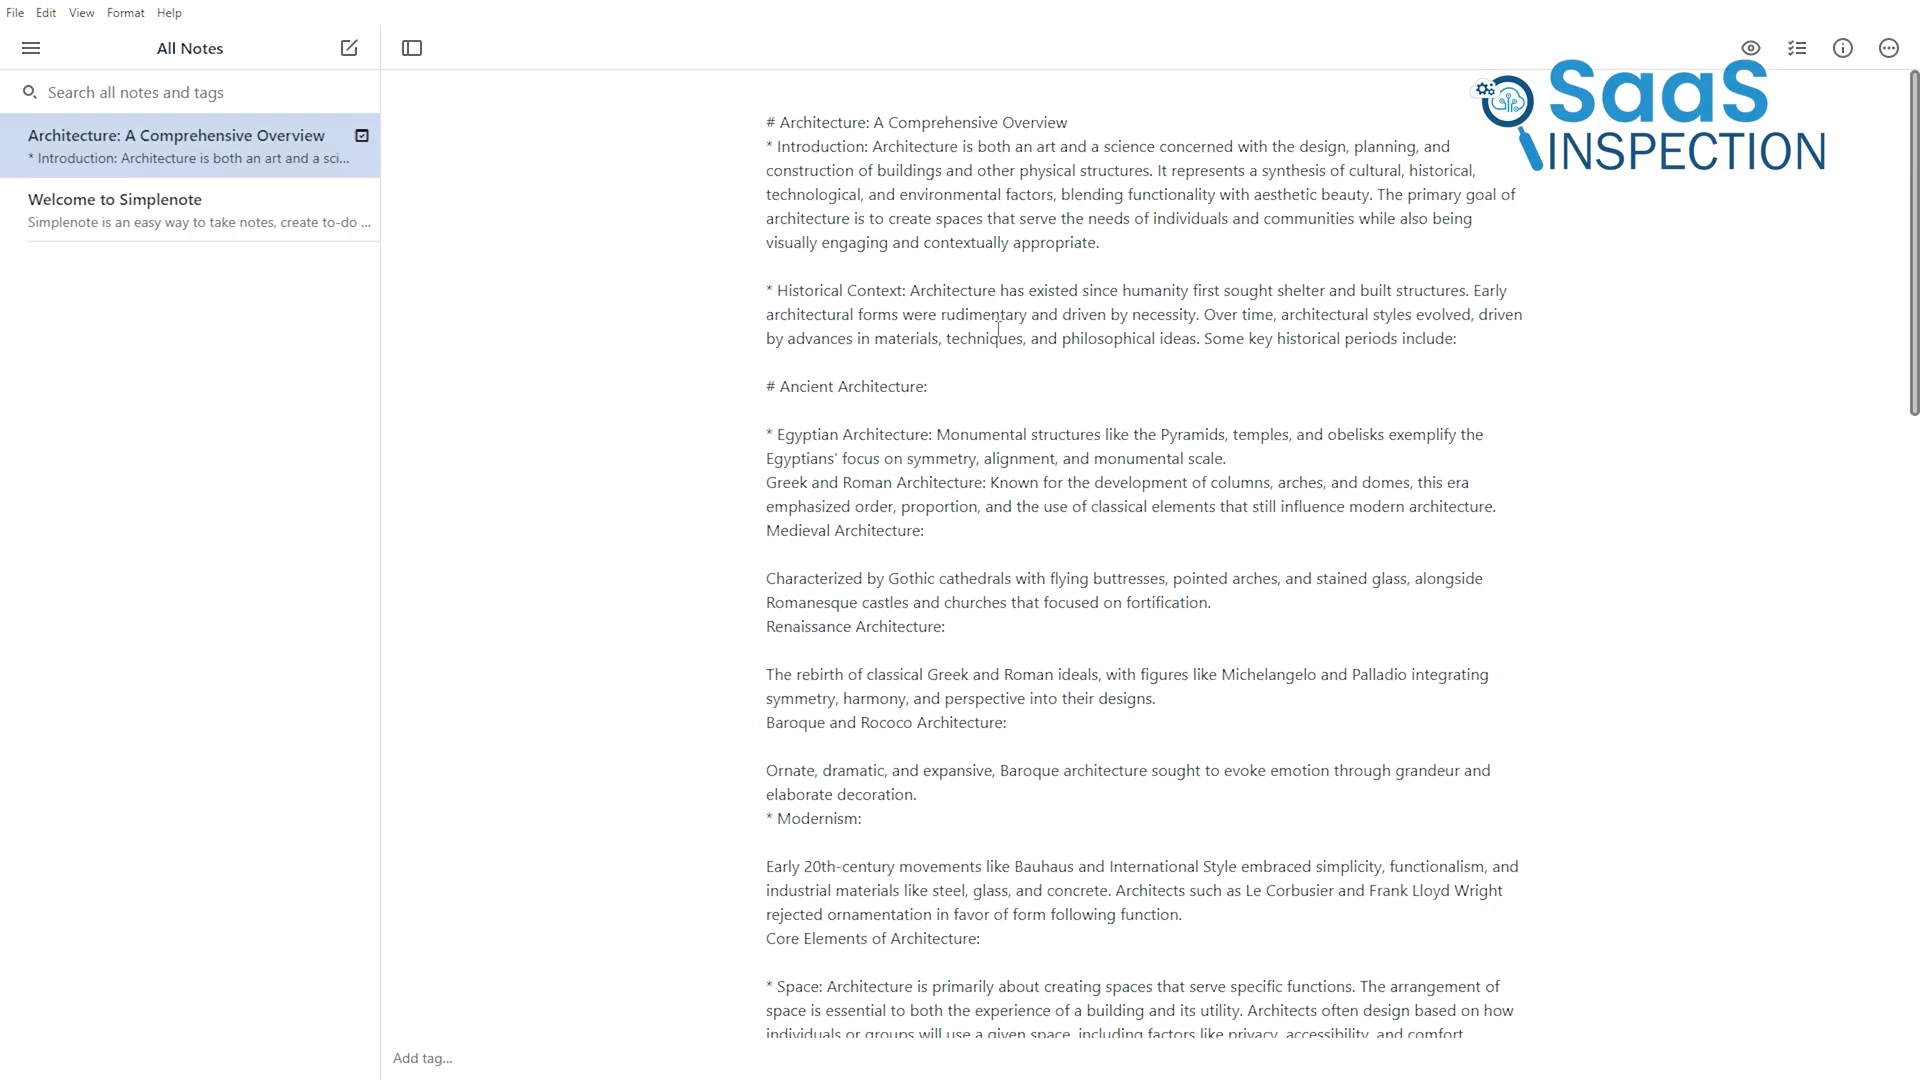 File Edit View Format Help
All Notes
Search all notes and tags
Architecture: A Comprehensive Overview
* Introduction: Architecture is both an art and a sci...
Welcome to Simplenote
Simplenote is an easy way to take notes, create to-do ...
SaaS
INSPECTION
# Architecture: A Comprehensive Overview
* Introduction: Architecture is both an art and a science concerned with the design, planning, and
construction of buildings and other physical structures. It represents a synthesis of cultural, historical,
technological, and environmental factors, blending functionality with aesthetic beauty. The primary goal of
architecture is to create spaces that serve the needs of individuals and communities while also being
visually engaging and contextually appropriate.
* Historical Context: Architecture has existed since humanity first sought shelter and built structures. Early
architectural forms were rudimentary and driven by necessity. Over time, architectural styles evolved, driven
by advances in materials, techniques, and philosophical ideas. Some key historical periods include:
# Ancient Architecture:
* Egyptian Architecture: Monumental structures like the Pyramids, temples, and obelisks exemplify the
Egyptians' focus on symmetry, alignment, and monumental scale.
Greek and Roman Architecture: Known for the development of columns, arches, and domes, this era
emphasized order, proportion, and the use of classical elements that still influence modern architecture.
Medieval Architecture:
Characterized by Gothic cathedrals with flying buttresses, pointed arches, and stained glass, alongside
Romanesque castles and churches that focused on fortification.
Renaissance Architecture:
The rebirth of classical Greek and Roman ideals, with figures like Michelangelo and Palladio integrating
symmetry, harmony, and perspective into their designs.
Baroque and Rococo Architecture:
Ornate, dramatic, and expansive, Baroque architecture sought to evoke emotion through grandeur and
elaborate decoration.
* Modernism:
Early 20th-century movements like Bauhaus and International Style embraced simplicity, functionalism, and
industrial materials like steel, glass, and concrete. Architects such as Le Corbusier and Frank Lloyd Wright
rejected ornamentation in favor of form following function.
Core Elements of Architecture:
* Space: Architecture is primarily about creating spaces that serve specific functions. The arrangement of
space is essential to both the experience of a building and its utility. Architects often design based on how
individuals or groups will use a given space, including factors like privacy, accessibility, and comfort
Add tag...